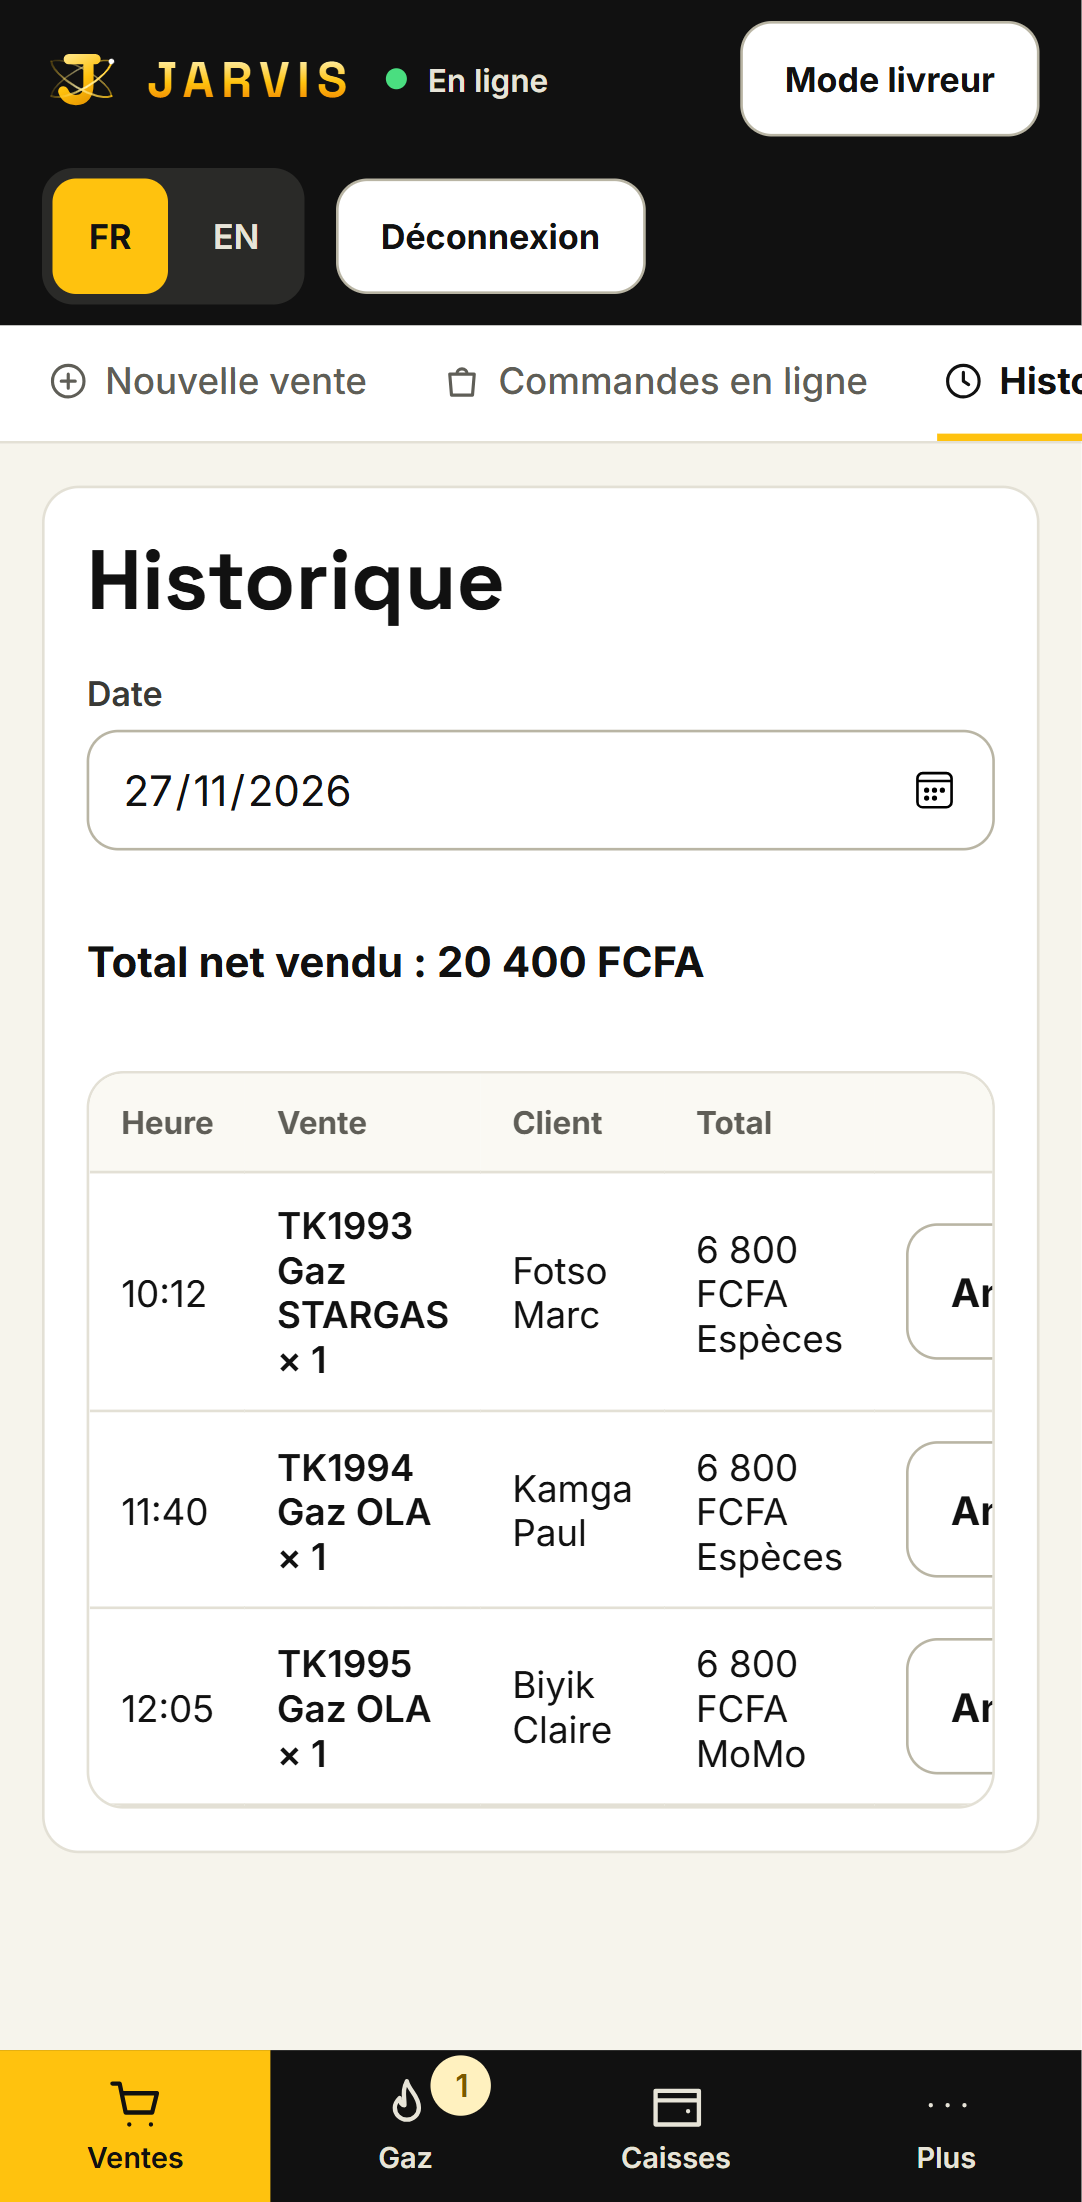 JARVIS En ligne Mode livreur
FR EN Déconnexion
Nouvelle vente Commandes en ligne Histo
Historique
Date
27/11/2026
Total net vendu : 20 400 FCFA
Heure Vente Client Total
10:12 TK1993 Gaz STARGAS × 1 Fotso Marc 6 800 FCFA Espèces An
11:40 TK1994 Gaz OLA × 1 Kamga Paul 6 800 FCFA Espèces An
12:05 TK1995 Gaz OLA × 1 Biyik Claire 6 800 FCFA MoMo An
1
Ventes Gaz Caisses Plus